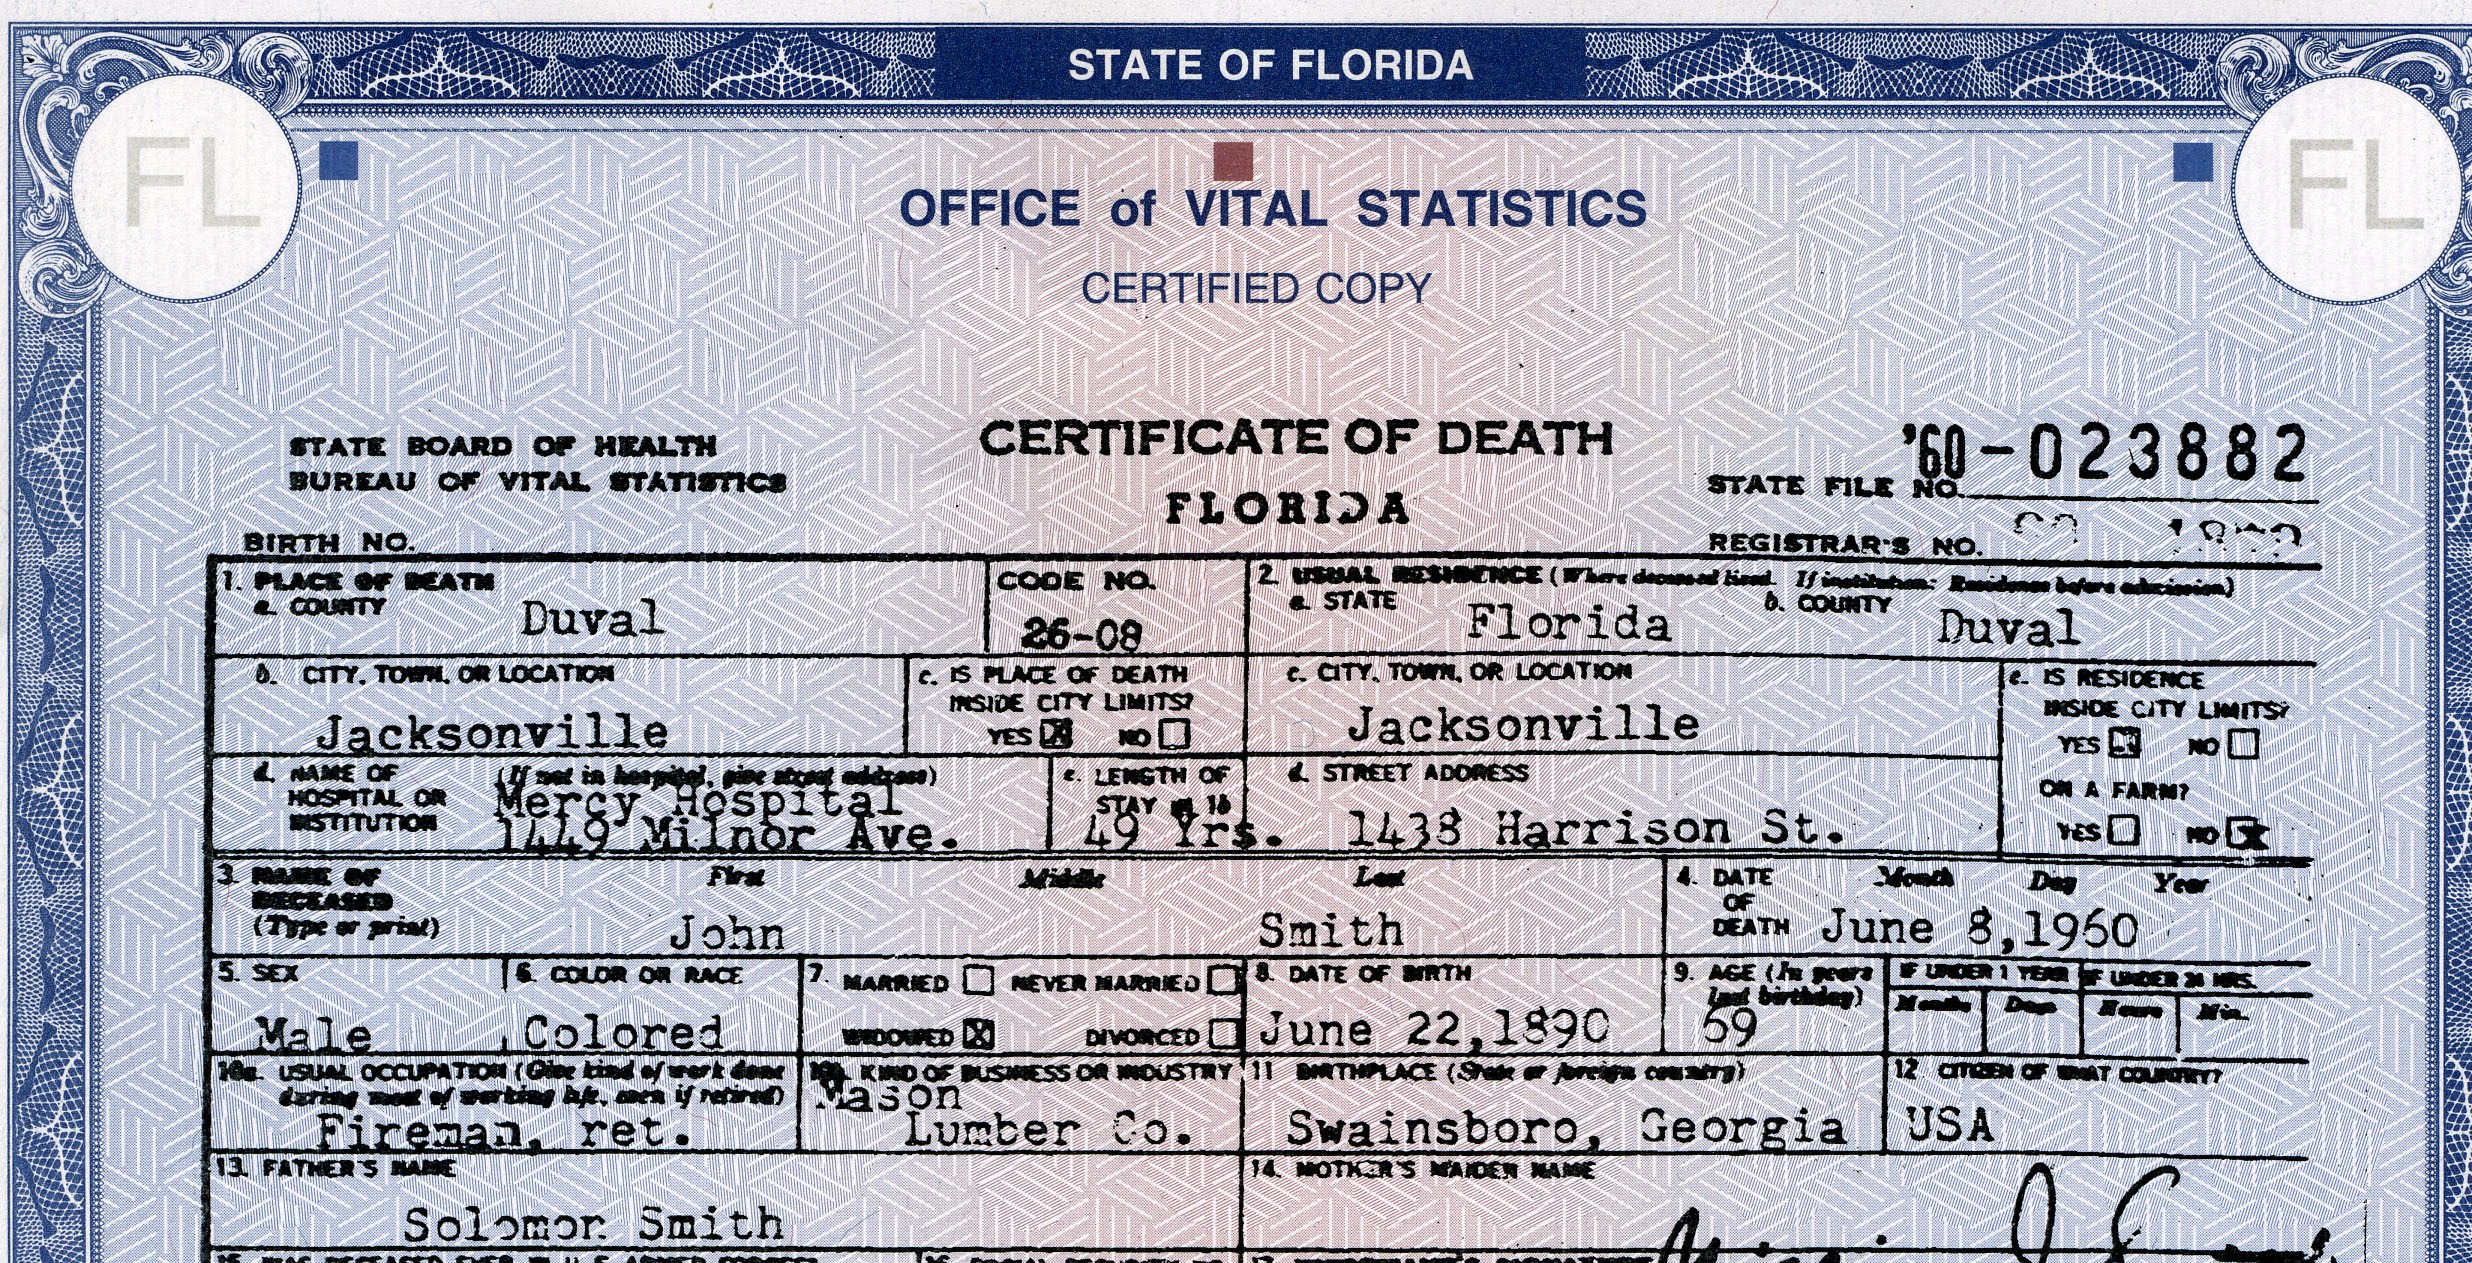 STATE OF FLORIDA
FL
FL
OFFICE of VITAL STATISTICS
CERTIFIED COPY
STATE BOARD OF HEALTH
BUREAU OF VITAL STATISTICS
CERTIFICATE OF DEATH
FLORIDA
'60-023882
STATE FILE NO.
REGISTRAR'S NO.
BIRTH NO.
1. PLACE OF DEATH
a. COUNTY
Duval
CODE NO.
26-08
2. USUAL RESIDENCE (Where deceased lived. If institution: Residence before admission)
a. STATE
Florida
b. COUNTY
Duval
b. CITY, TOWN, OR LOCATION
Jacksonville
c. IS PLACE OF DEATH
INSIDE CITY LIMITS?
YES X NO
c. CITY, TOWN, OR LOCATION
Jacksonville
e. IS RESIDENCE
INSIDE CITY LIMITS?
YES NO
ON A FARM?
YES NO
d. NAME OF
HOSPITAL OR
INSTITUTION
(If not in hospital, give street address)
Mercy Hospital
1449 Milnor Ave.
e. LENGTH OF
STAY in 1b
49 Yrs.
d. STREET ADDRESS
1438 Harrison St.
3. NAME OF
DECEASED
(Type or print)
First
Middle
Last
John
Smith
4. DATE
OF
DEATH
Month
Day
Year
June 8,1960
5. SEX
Male
6. COLOR OR RACE
Colored
7. MARRIED NEVER MARRIED
WIDOWED X DIVORCED
8. DATE OF BIRTH
June 22,1890
9. AGE (In years
last birthday)
69
IF UNDER 1 YEAR
Months
Days
IF UNDER 24 HRS.
Hours
Min.
10a. USUAL OCCUPATION (Give kind of work done
during most of working life, even if retired)
Fireman, ret.
10b. KIND OF BUSINESS OR INDUSTRY
Mason
Lumber Co.
11 BIRTHPLACE (State or foreign country)
Swainsboro, Georgia
12 CITIZEN OF WHAT COUNTRY?
USA
13. FATHER'S NAME
Solomon Smith
14. MOTHER'S MAIDEN NAME